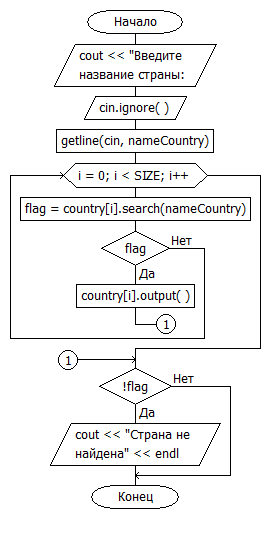 Начало
cout << "Введите
название страны:
cin.ignore( )
getline(cin, nameCountry)
i = 0; i < SIZE; i++
flag = country[i].search(nameCountry)
flag
Нет
Да
country[i].output( )
1
1
!flag
Нет
Да
cout << "Страна не
найдена" << endl
Конец